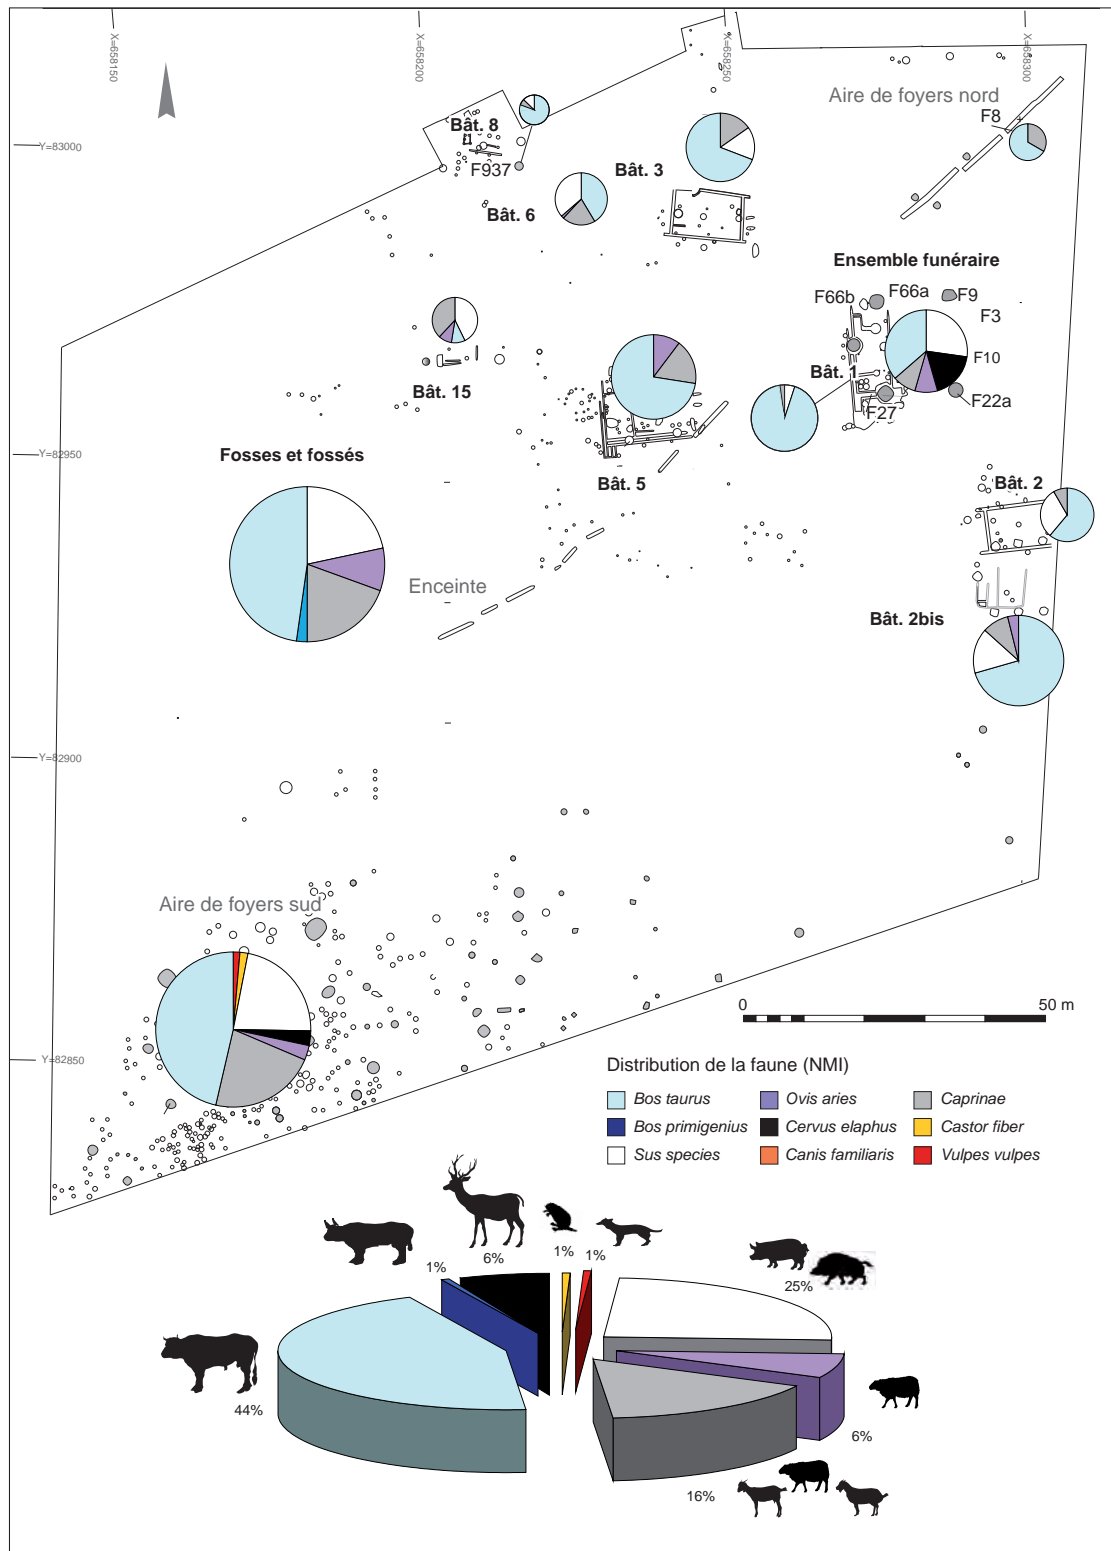 X=658150
X=658200
X=658250
X=658300
Aire de foyers nord
F8
Y=83000
Bât. 8
F937
Bât. 3
Bât. 6
Ensemble funéraire
F66b
F66a
F9
F3
F10
Bât. 1
F27
F22a
Bât. 15
Y=82950
Fosses et fossés
Bât. 5
Bât. 2
Enceinte
Bât. 2bis
Y=82900
Aire de foyers sud
0
50 m
Y=82850
Distribution de la faune (NMI)
Bos taurus
Ovis aries
Caprinae
Bos primigenius
Cervus elaphus
Castor fiber
Sus species
Canis familiaris
Vulpes vulpes
1%
6%
1%
1%
25%
44%
6%
16%